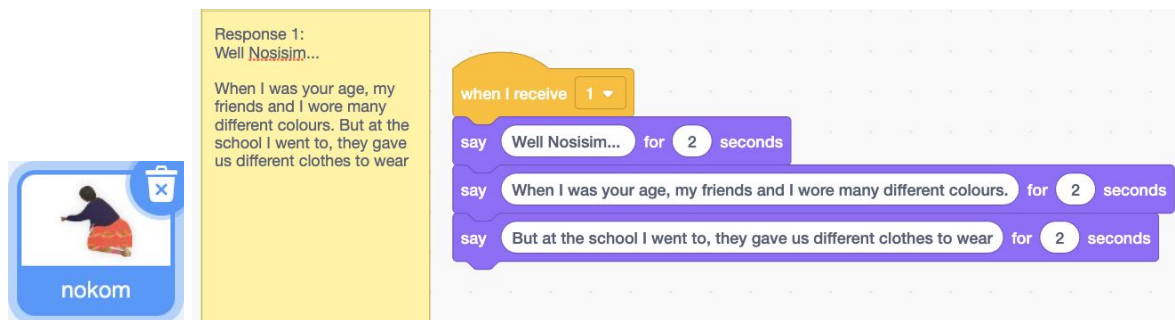 nokom
Response 1:
Well Nosisim...
When I was your age, my
friends and I wore many
different colours. But at the
school I went to, they gave
us different clothes to wear
when I receive 1
say Well Nosisim... for 2 seconds
say When I was your age, my friends and I wore many different colours. for 2 seconds
say But at the school I went to, they gave us different clothes to wear for 2 seconds